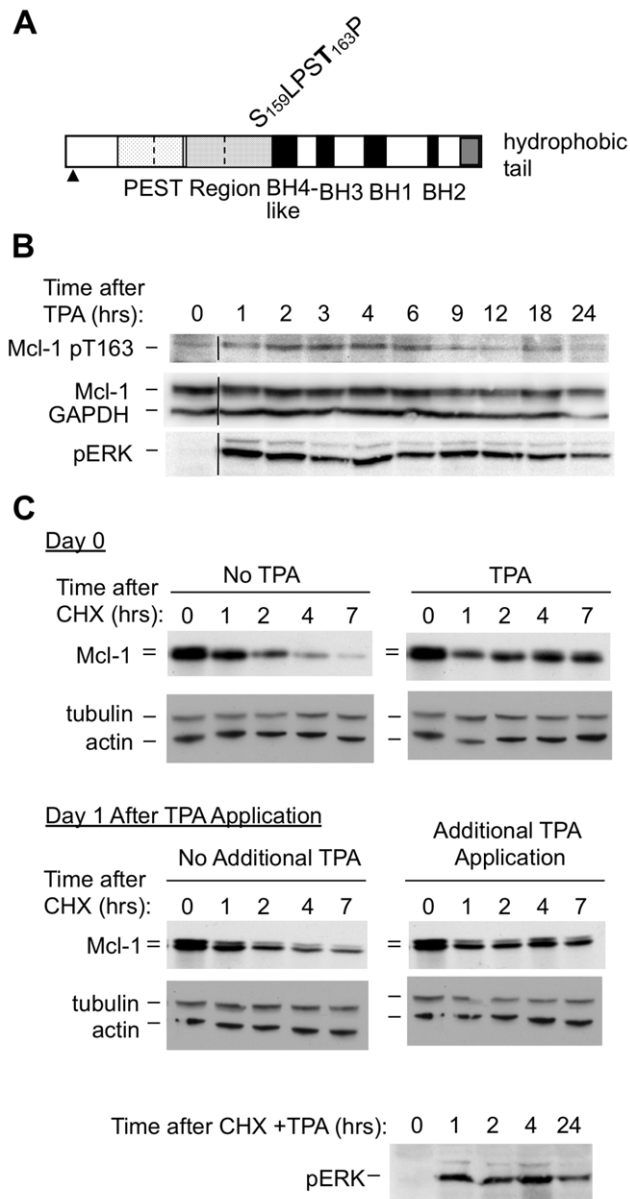 A
S159LPST163P
hydrophobic
tail
PEST Region BH4-like BH3 BH1 BH2
B
Time after
TPA (hrs): 0 1 2 3 4 6 9 12 18 24
Mcl-1 pT163 –
Mcl-1 –
GAPDH –
pERK –
C
Day 0
No TPA TPA
Time after
CHX (hrs): 0 1 2 4 7 0 1 2 4 7
Mcl-1 = =
tubulin – –
actin – –
Day 1 After TPA Application
No Additional TPA Additional TPA
Application
Time after
CHX (hrs): 0 1 2 4 7 0 1 2 4 7
Mcl-1 = =
tubulin – –
actin – –
Time after CHX +TPA (hrs): 0 1 2 4 24
pERK –